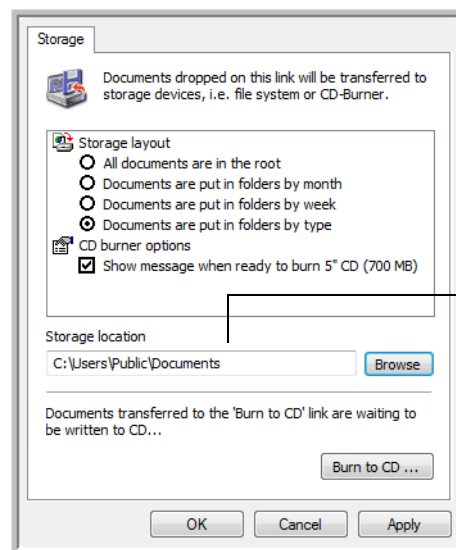 Storage
Documents dropped on this link will be transferred to
storage devices, i.e. file system or CD-Burner.
Storage layout
All documents are in the root
Documents are put in folders by month
Documents are put in folders by week
Documents are put in folders by type
CD burner options
Show message when ready to burn 5" CD (700 MB)
Storage location
C:\Users\Public\Documents
Browse
Documents transferred to the 'Burn to CD' link are waiting to
be written to CD...
Burn to CD ...
OK
Cancel
Apply